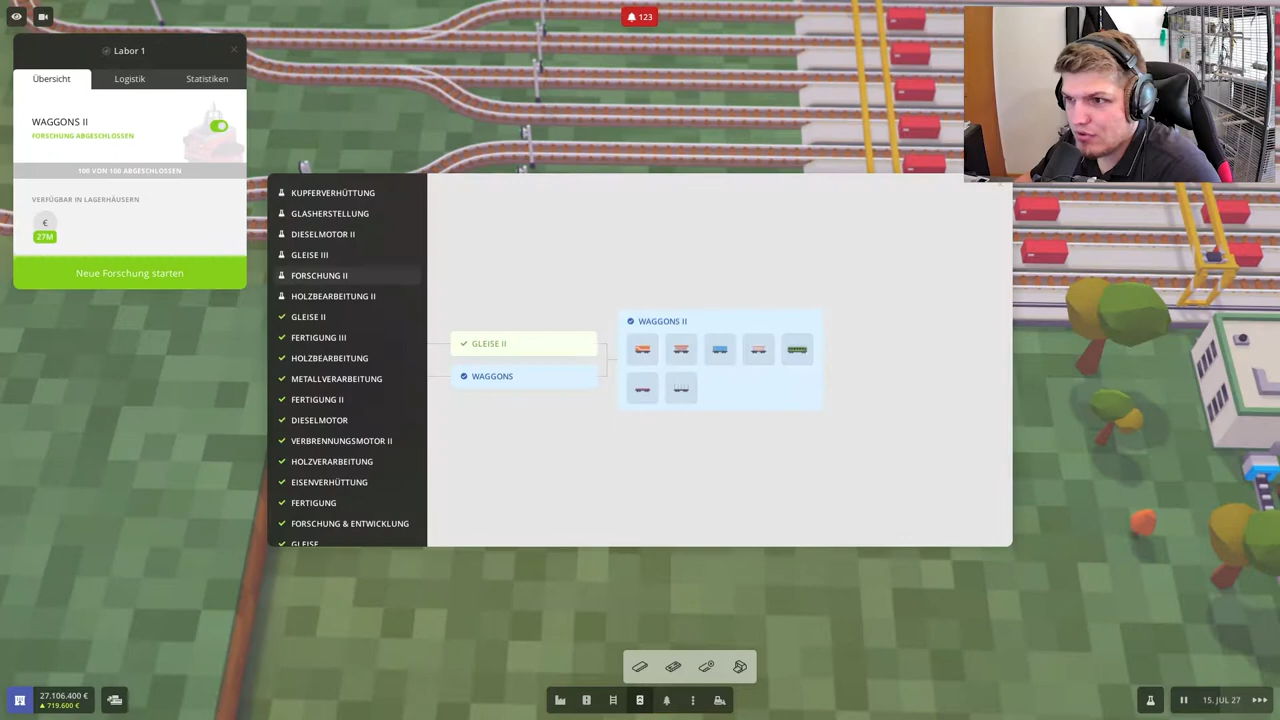 123
Labor 1
Übersicht
Logistik
Statistiken
WAGGONS II
FORSCHUNG ABGESCHLOSSEN
100 VON 100 ABGESCHLOSSEN
VERFÜGBAR IN LAGERHÄUSERN
€
27M
Neue Forschung starten
KUPFERVERHÜTTUNG
GLASHERSTELLUNG
DIESELMOTOR II
GLEISE III
FORSCHUNG II
HOLZBEARBEITUNG II
GLEISE II
FERTIGUNG III
HOLZBEARBEITUNG
METALLVERARBEITUNG
FERTIGUNG II
DIESELMOTOR
VERBRENNUNGSMOTOR II
HOLZVERARBEITUNG
EISENVERHÜTTUNG
FERTIGUNG
FORSCHUNG & ENTWICKLUNG
GLEISE
GLEISE II
WAGGONS
WAGGONS II
27.106.400 €
719.600 €
15. JUL 27